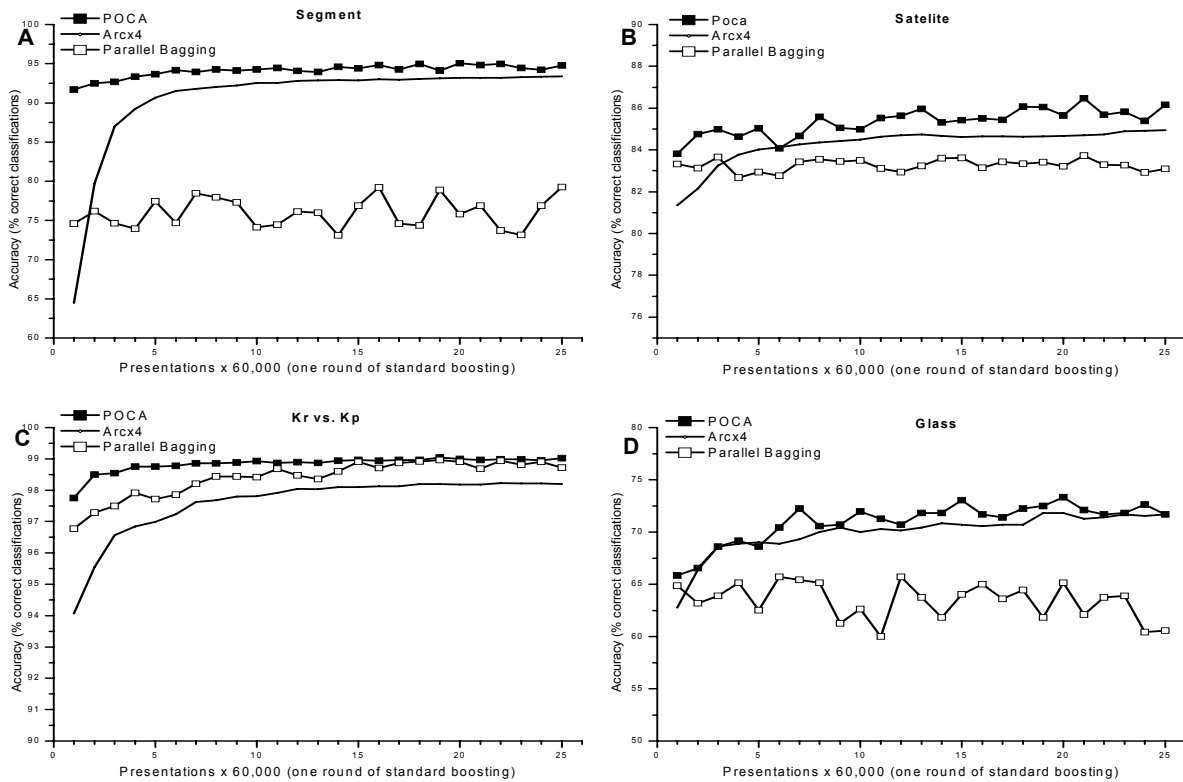 A
Segment
POCA
Arcx4
Parallel Bagging
Accuracy (% correct classifications)
100
95
90
85
80
75
70
65
60
0
5
10
15
20
25
Presentations x 60,000 (one round of standard boosting)
B
Satelite
Poca
Arcx4
Parallel Bagging
Accuracy (% correct classifications)
90
88
86
84
82
80
78
76
0
5
10
15
20
25
Presentations x 60,000 (one round of standard boosting)
C
Kr vs. Kp
POCA
Arcx4
Parallel Bagging
Accuracy (% correct classifications)
100
99
98
97
96
95
94
93
92
91
90
0
5
10
15
20
25
Presentations x 60,000 (one round of standard boosting)
D
Glass
POCA
Arcx4
Parallel Bagging
Accuracy (% correct classifications)
80
75
70
65
60
55
50
0
5
10
15
20
25
Presentations x 60,000 (one round of standard boosting)